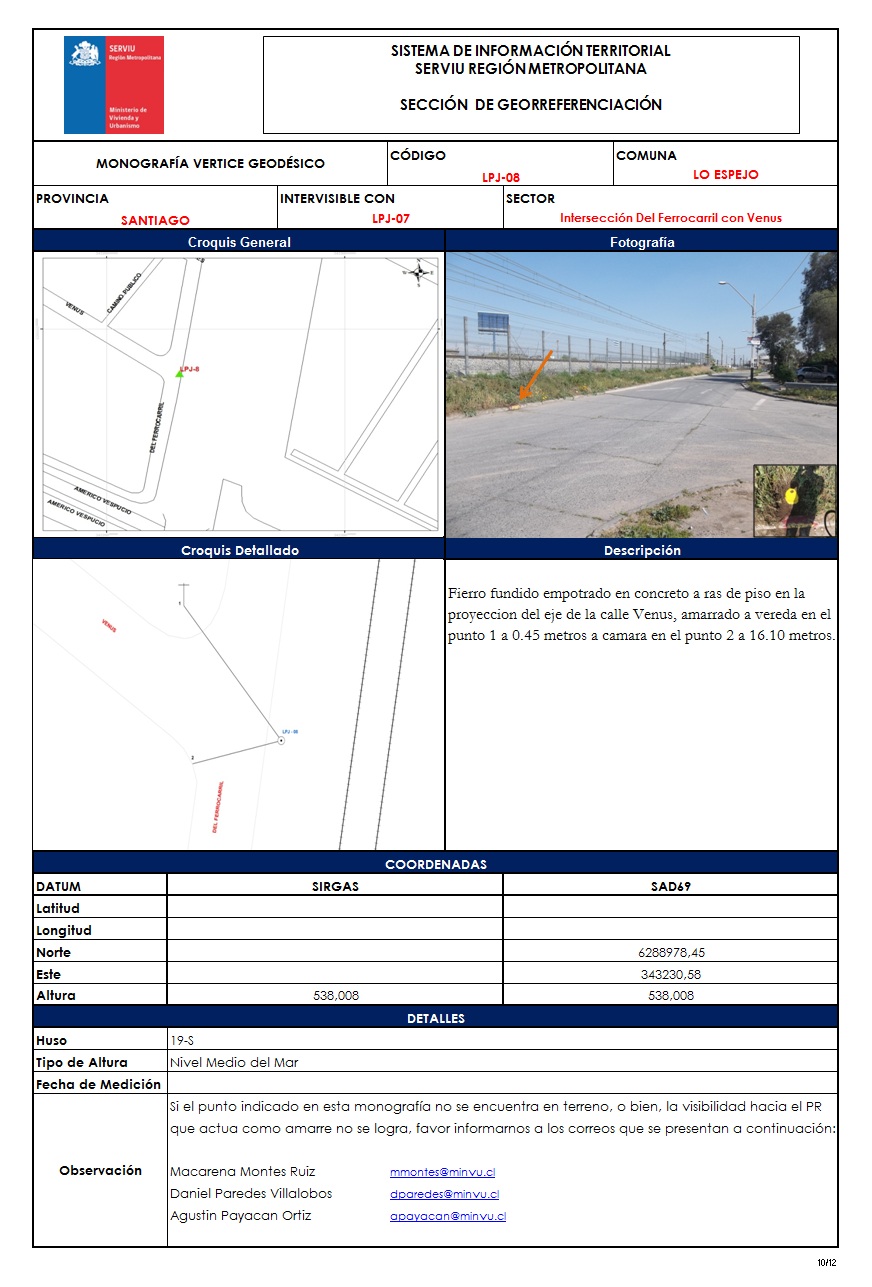 SERVIU
Región Metropolitana
Ministerio de
Vivienda y
Urbanismo
SISTEMA DE INFORMACIÓN TERRITORIAL
SERVIU REGIÓN METROPOLITANA
SECCIÓN DE GEORREFERENCIACIÓN
MONOGRAFÍA VERTICE GEODÉSICO
CÓDIGO
LPJ-08
COMUNA
LO ESPEJO
PROVINCIA
SANTIAGO
INTERVISIBLE CON
LPJ-07
SECTOR
Intersección Del Ferrocarril con Venus
Croquis General
Fotografía
VENUS
CAMINO PUBLICO
N
E
S
LPJ-8
DEL FERROCARRIL
AMERICO VESPUCIO
AMERICO VESPUCIO
Croquis Detallado
Descripción
1
VENUS
LPJ - 08
2
DEL FERROCARRIL
Fierro fundido empotrado en concreto a ras de piso en la
proyeccion del eje de la calle Venus, amarrado a vereda en el
punto 1 a 0.45 metros a camara en el punto 2 a 16.10 metros.
COORDENADAS
DATUM SIRGAS SAD69
Latitud
Longitud
Norte 6288978,45
Este 343230,58
Altura 538,008 538,008
DETALLES
Huso 19-S
Tipo de Altura Nivel Medio del Mar
Fecha de Medición
Observación
Si el punto indicado en esta monografía no se encuentra en terreno, o bien, la visibilidad hacia el PR
que actua como amarre no se logra, favor informarnos a los correos que se presentan a continuación:
Macarena Montes Ruiz mmontes@minvu.cl
Daniel Paredes Villalobos dparedes@minvu.cl
Agustin Payacan Ortiz apayacan@minvu.cl
10/12